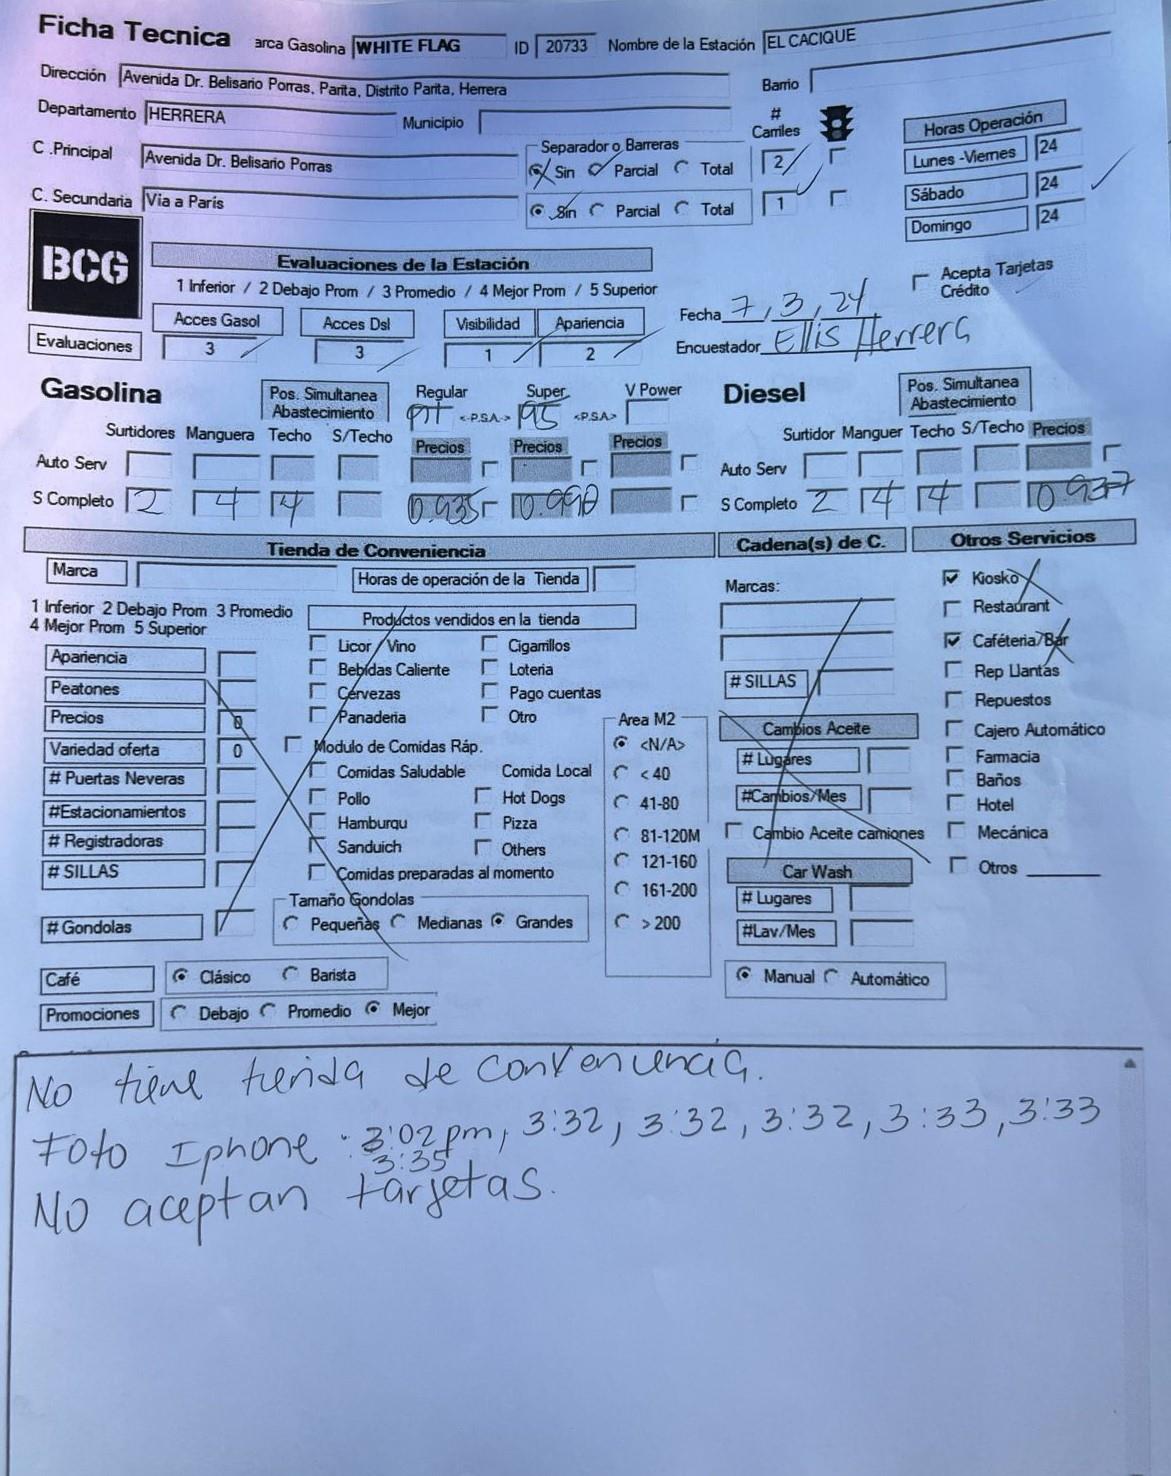 Ficha Tecnica arca Gasolina WHITE FLAG ID 20733 Nombre de la Estación EL CACIQUE
Dirección Avenida Dr. Belisario Porras, Parita, Distrito Parita, Herrera Barrio
Departamento HERRERA Municipio # Carriles Horas Operación
C .Principal Avenida Dr. Belisario Porras Separador o Barreras Sin Parcial Total 2 Lunes -Viernes 24
C. Secundaria Vía a París Sin Parcial Total 1 Sábado 24
Domingo 24
BCG
Evaluaciones de la Estación
1 Inferior / 2 Debajo Prom / 3 Promedio / 4 Mejor Prom / 5 Superior
Acepta Tarjetas Crédito
Acces Gasol Acces Dsl Visibilidad Apariencia Fecha 7, 3, 24
Evaluaciones 3 3 1 2 Encuestador Ellis Herrera
Gasolina Pos. Simultanea Abastecimiento Regular Super V Power Diesel Pos. Simultanea Abastecimiento
<-P.S.A-> 95 <P.S.A>
Surtidores Manguera Techo S/Techo Precios Precios Precios Surtidor Manguer Techo S/Techo Precios
Auto Serv Auto Serv
S Completo 2 4 4 0.935 0.990 S Completo 2 4 4 0.937
Tienda de Conveniencia Cadena(s) de C. Otros Servicios
Marca Horas de operación de la Tienda Marcas: Kiosko
1 Inferior 2 Debajo Prom 3 Promedio
4 Mejor Prom 5 Superior
Productos vendidos en la tienda Restaurant
Licor / Vino Cigarrillos Caféteria/Bar
Apariencia Bebidas Caliente Loteria Rep Llantas
Peatones Cervezas Pago cuentas # SILLAS Repuestos
Precios 0 Panaderia Otro Area M2 Cambios Aceite Cajero Automático
Variedad oferta 0 Modulo de Comidas Ráp. <N/A> # Lugares Farmacia
# Puertas Neveras Comidas Saludable Comida Local < 40 Baños
#Estacionamientos Pollo Hot Dogs 41-80 #Cambios/Mes Hotel
# Registradoras Hamburqu Pizza 81-120M Cambio Aceite camiones Mecánica
# SILLAS Sanduich Others 121-160 Car Wash Otros
Comidas preparadas al momento 161-200 # Lugares
Tamaño Gondolas
# Gondolas Pequeñas Medianas Grandes > 200 #Lav/Mes
Café Clásico Barista Manual Automático
Promociones Debajo Promedio Mejor
No tiene tienda de conveniencia.
Foto Iphone : 3:02pm, 3:32, 3:32, 3:32, 3:33, 3:33
3:35
No aceptan tarjetas.